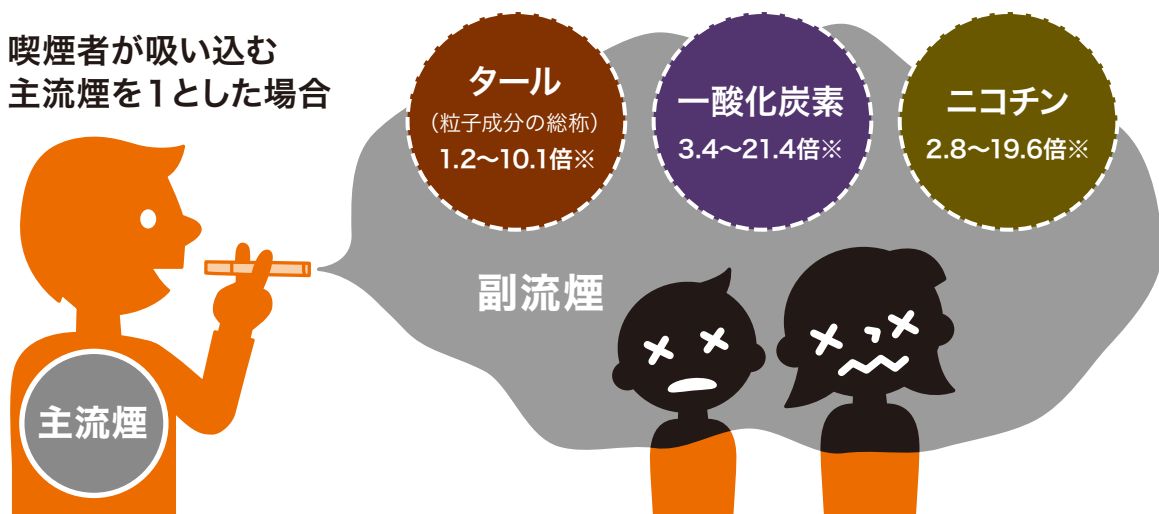 喫煙者が吸い込む
主流煙を1とした場合
タール
（粒子成分の総称）
1.2〜10.1倍※
一酸化炭素
3.4〜21.4倍※
ニコチン
2.8〜19.6倍※
副流煙
主流煙